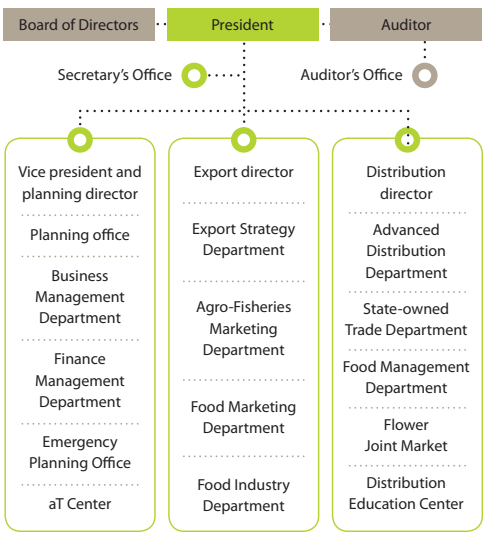 Board of Directors
President
Auditor
Secretary's Office
Auditor's Office
Vice president and
planning director
Planning office
Business
Management
Department
Finance
Management
Department
Emergency
Planning Office
aT Center
Export director
Export Strategy
Department
Agro-Fisheries
Marketing
Department
Food Marketing
Department
Food Industry
Department
Distribution
director
Advanced
Distribution
Department
State-owned
Trade Department
Food Management
Department
Flower
Joint Market
Distribution
Education Center